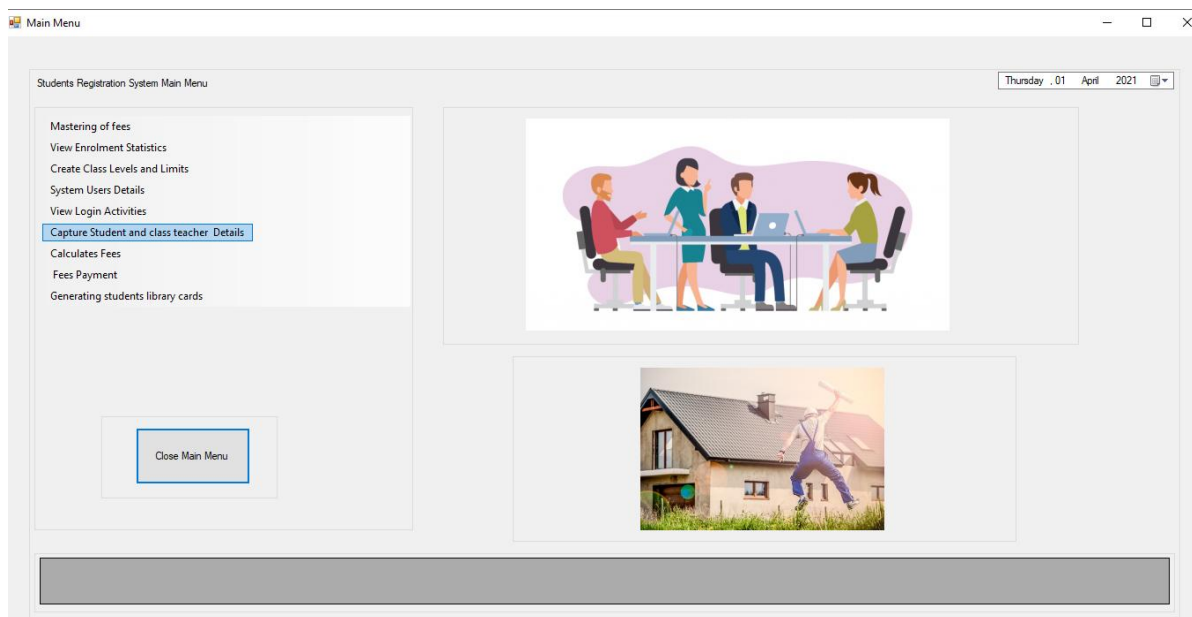 Main Menu
Students Registration System Main Menu
Thursday , 01 April 2021
Mastering of fees
View Enrolment Statistics
Create Class Levels and Limits
System Users Details
View Login Activities
Capture Student and class teacher Details
Calculates Fees
Fees Payment
Generating students library cards
Close Main Menu